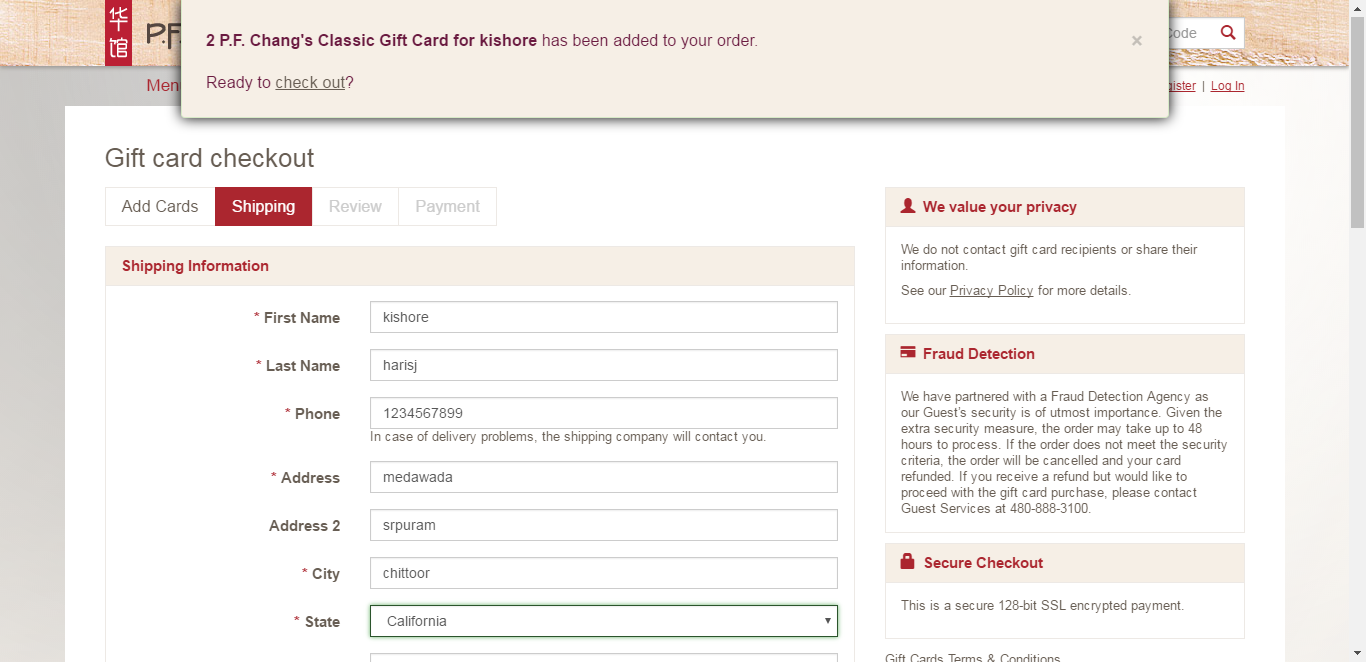 华
馆
P.F.
2 P.F. Chang's Classic Gift Card for kishore has been added to your order.
×
Ready to check out?
Code
Men
ister | Log In
Gift card checkout
Add Cards
Shipping
Review
Payment
Shipping Information
* First Name
kishore
* Last Name
harisj
* Phone
1234567899
In case of delivery problems, the shipping company will contact you.
* Address
medawada
Address 2
srpuram
* City
chittoor
* State
California
We value your privacy
We do not contact gift card recipients or share their
information.
See our Privacy Policy for more details.
Fraud Detection
We have partnered with a Fraud Detection Agency as
our Guest's security is of utmost importance. Given the
extra security measure, the order may take up to 48
hours to process. If the order does not meet the security
criteria, the order will be cancelled and your card
refunded. If you receive a refund but would like to
proceed with the gift card purchase, please contact
Guest Services at 480-888-3100.
Secure Checkout
This is a secure 128-bit SSL encrypted payment.
Gift Cards Terms & Conditions